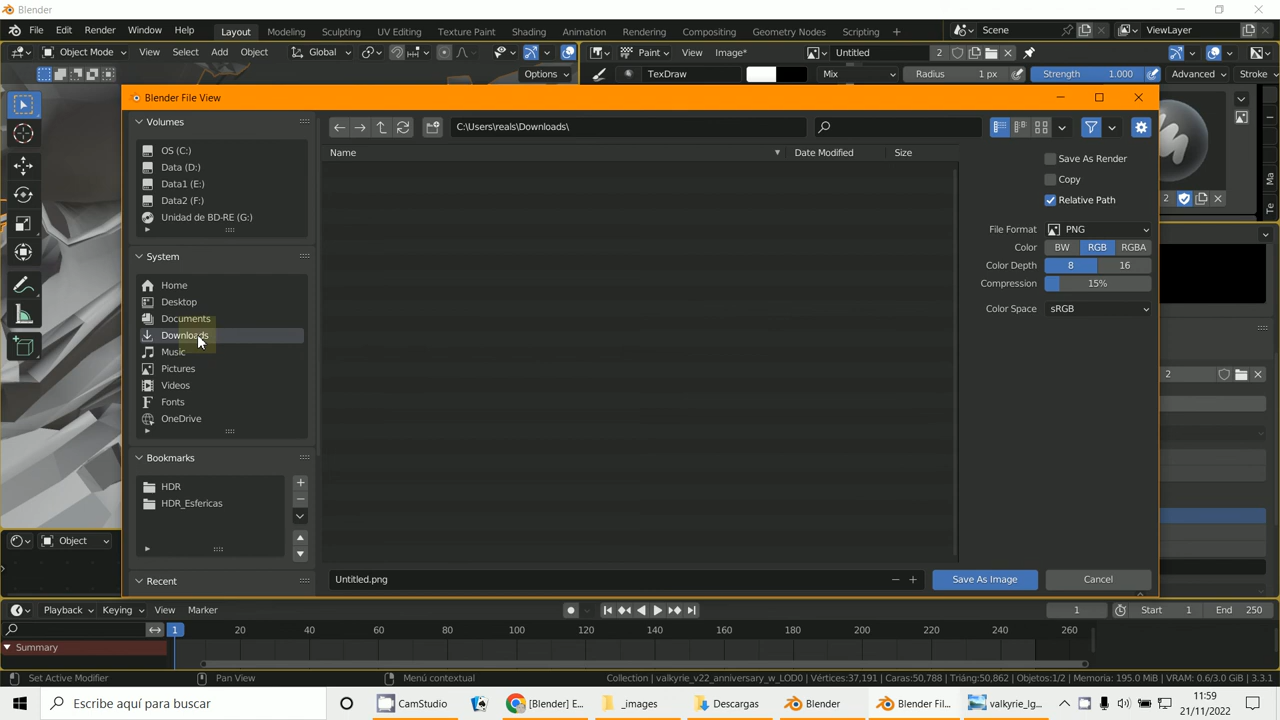 Blender
File Edit Render Window Help Layout Modeling Sculpting UV Editing Texture Paint Shading Animation Rendering Compositing Geometry Nodes Scripting + Scene ViewLayer
Object Mode View Select Add Object Global Paint View Image* Untitled 2
Options TexDraw Mix Radius 1 px Strength 1.000 Advanced Stroke
Blender File View
Volumes
OS (C:)
Data (D:)
Data1 (E:)
Data2 (F:)
Unidad de BD-RE (G:)
System
Home
Desktop
Documents
Downloads
Music
Pictures
Videos
Fonts
OneDrive
Bookmarks
HDR
HDR_Esfericas
Recent
C:\Users\reals\Downloads\
Name Date Modified Size
Untitled.png
Save As Image Cancel
Save As Render
Copy
Relative Path
File Format PNG
Color BW RGB RGBA
Color Depth 8 16
Compression 15%
Color Space sRGB
Ma
Te
2
2
Object
Playback Keying View Marker 1 Start 1 End 250
1 20 40 60 80 100 120 140 160 180 200 220 240 260
Summary
Set Active Modifier Pan View Menú contextual Collection | valkyrie_v22_anniversary_w_LOD0 | Vértices:37,191 | Caras:50,788 | Triáng:50,862 | Objetos:1/2 | Memoria: 195.0 MiB | VRAM: 0.6/3.0 GiB | 3.3.1
Escribe aquí para buscar CamStudio [Blender] E... _images Descargas Blender Blender Fil... valkyrie_lg... 11:59
21/11/2022